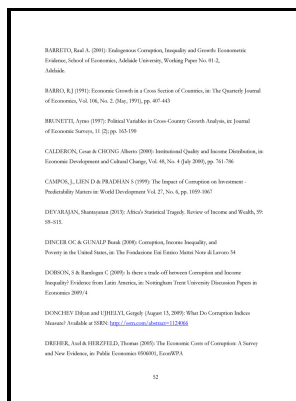 BARRETO, Raul A. (2001): Endogenous Corruption, Inequality and Growth: Econometric
Evidence, School of Economics, Adelaide University, Working Paper No. 01-2,
Adelaide.
BARRO, R.J (1991): Economic Growth in a Cross Section of Countries, in: The Quarterly Journal
of Economics, Vol. 106, No. 2. (May, 1991), pp. 407-443
BRUNETTI, Aymo (1997): Political Variables in Cross-Country Growth Analysis, in: Journal
of Economic Surveys, 11 (2); pp. 163-190
CALDERON, Cesar & CHONG Alberto (2000): Institutional Quality and Income Distribution, in:
Economic Development and Cultural Change, Vol. 48, No. 4 (July 2000), pp. 761-786
CAMPOS, J., LIEN D & PRADHAN S (1999): The Impact of Corruption on Investment -
Predictability Matters in: World Development Vol. 27, No. 6, pp. 1059-1067
DEVARAJAN, Shantayanan (2013): Africa's Statistical Tragedy. Review of Income and Wealth, 59:
S9–S15.
DINCER OC & GUNALP Burak (2008): Corruption, Income Inequality, and
Poverty in the United States, in: The Fondazione Eni Enrico Mattei Note di Lavoro 54
DOBSON, S & Ramlogan C (2009): Is there a trade-off between Corruption and Income
Inequality? Evidence from Latin America, in: Nottingham Trent University Discussion Papers in
Economics 2009/4
DONCHEV Dilyan and UJHELYI, Gergely (August 13, 2009): What Do Corruption Indices
Measure? Available at SSRN: http://ssrn.com/abstract=1124066
DREHER, Axel & HERZFELD, Thomas (2005): The Economic Costs of Corruption: A Survey
and New Evidence, in: Public Economics 0506001, EconWPA
52